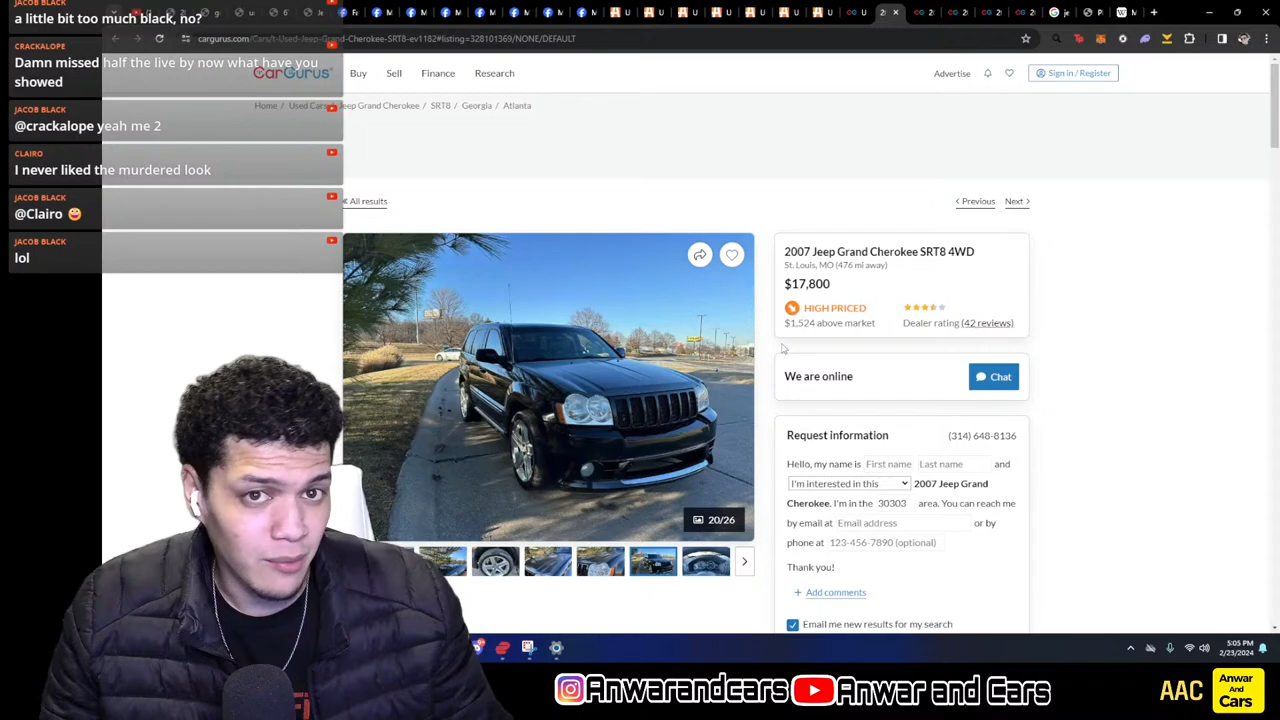 a little bit too much black, no?
CRACKALOPE
Damn missed half the live by now what have you
showed
JACOB BLACK
@crackalope yeah me 2
CLAIRO
I never liked the murdered look
JACOB BLACK
@Clairo
JACOB BLACK
lol
cargurus.com/Cars/t-Used-Jeep-Grand-Cherokee-SRT8-ev1182#listing=328101369/NONE/DEFAULT
CarGurus
Buy
Sell
Finance
Research
Advertise
Sign in / Register
Home / Used Cars / Jeep Grand Cherokee / SRT8 / Georgia / Atlanta
All results
Previous
Next
2007 Jeep Grand Cherokee SRT8 4WD
St. Louis, MO (476 mi away)
$17,800
HIGH PRICED
$1,524 above market
Dealer rating (42 reviews)
We are online
Chat
20/26
Request information
(314) 648-8136
Hello, my name is First name Last name and
I'm interested in this 2007 Jeep Grand
Cherokee. I'm in the 30303 area. You can reach me
by email at Email address or by
phone at 123-456-7890 (optional)
Thank you!
+ Add comments
Email me new results for my search
5:05 PM
2/23/2024
@Anwarandcars
Anwar and Cars
AAC
Anwar
and
Cars